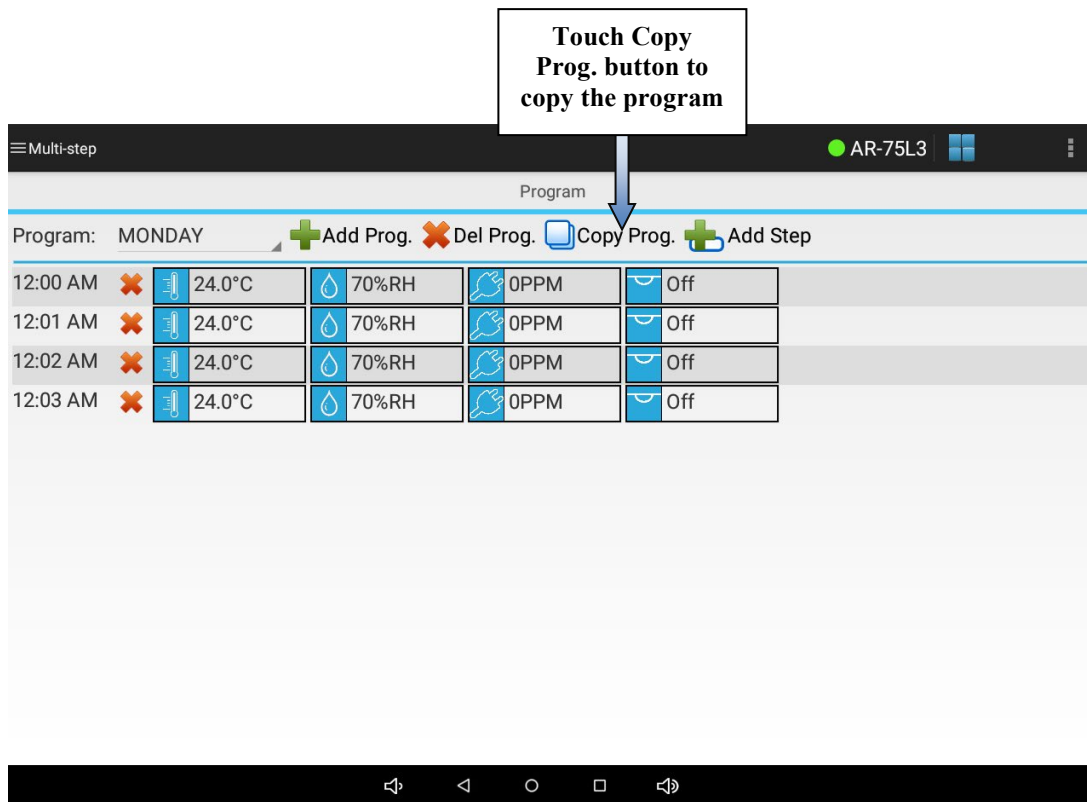 Touch Copy
Prog. button to
copy the program
Multi-step AR-75L3
Program
Program: MONDAY Add Prog. Del Prog. Copy Prog. Add Step
12:00 AM 24.0°C 70%RH 0PPM Off
12:01 AM 24.0°C 70%RH 0PPM Off
12:02 AM 24.0°C 70%RH 0PPM Off
12:03 AM 24.0°C 70%RH 0PPM Off